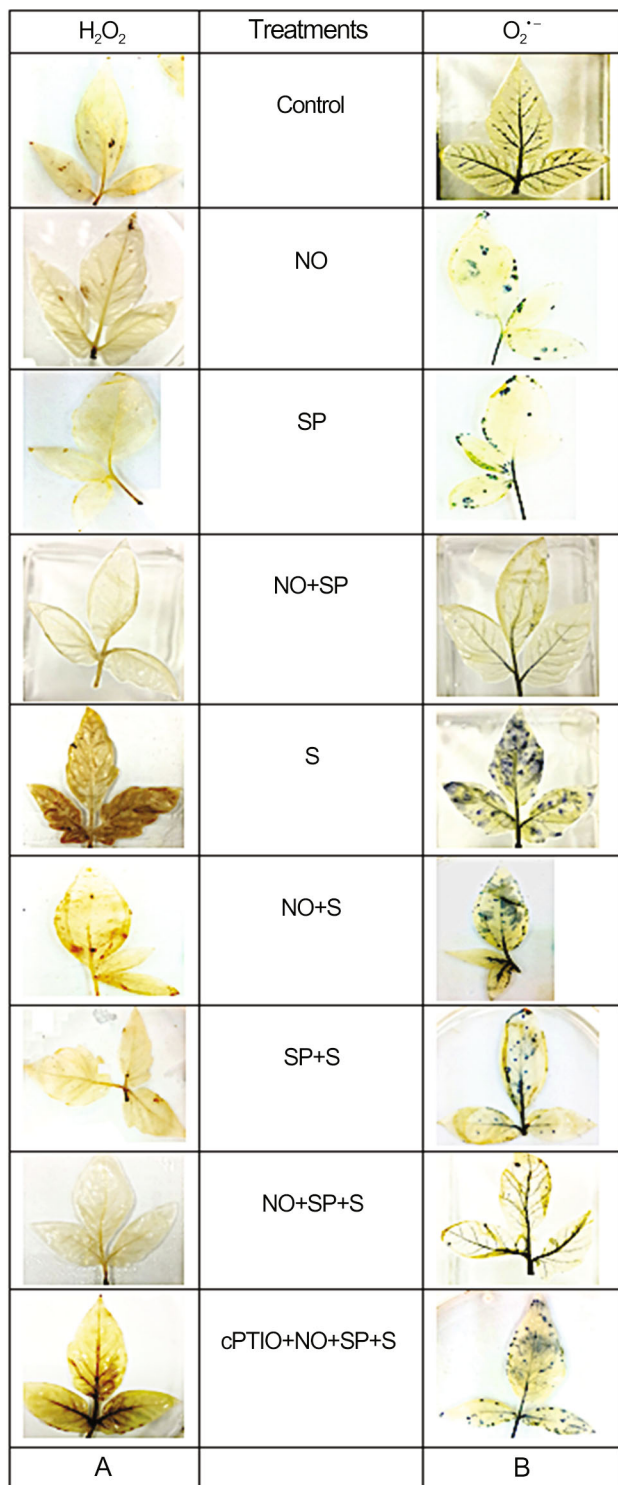 H₂O₂ Treatments O₂•−
Control
NO
SP
NO+SP
S
NO+S
SP+S
NO+SP+S
cPTIO+NO+SP+S
A B